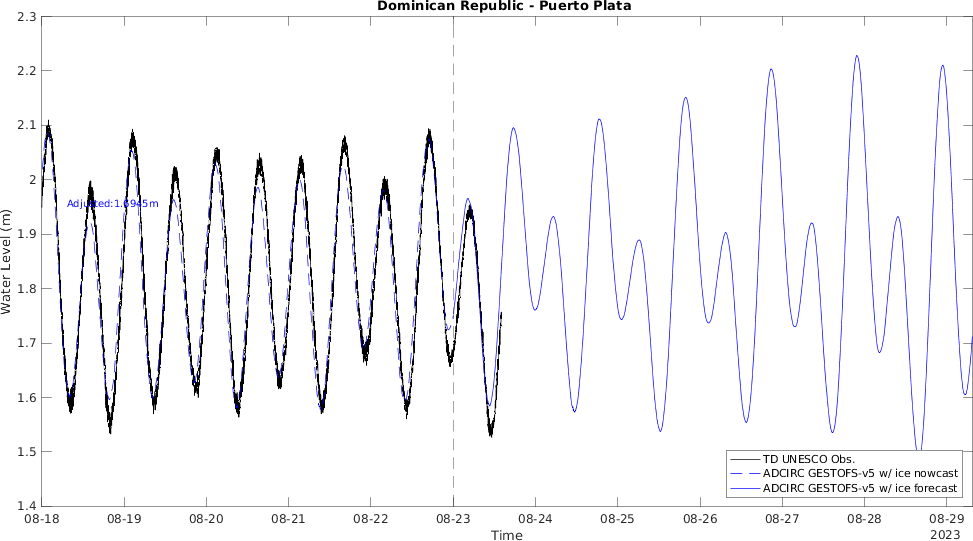 Dominican Republic - Puerto Plata
2.3
2.2
2.1
2
1.9
1.8
1.7
1.6
1.5
1.4
Water Level (m)
Adjusted:1.6945m
TD UNESCO Obs.
ADCIRC GESTOFS-v5 w/ ice nowcast
ADCIRC GESTOFS-v5 w/ ice forecast
08-18 08-19 08-20 08-21 08-22 08-23 08-24 08-25 08-26 08-27 08-28 08-29
Time
2023